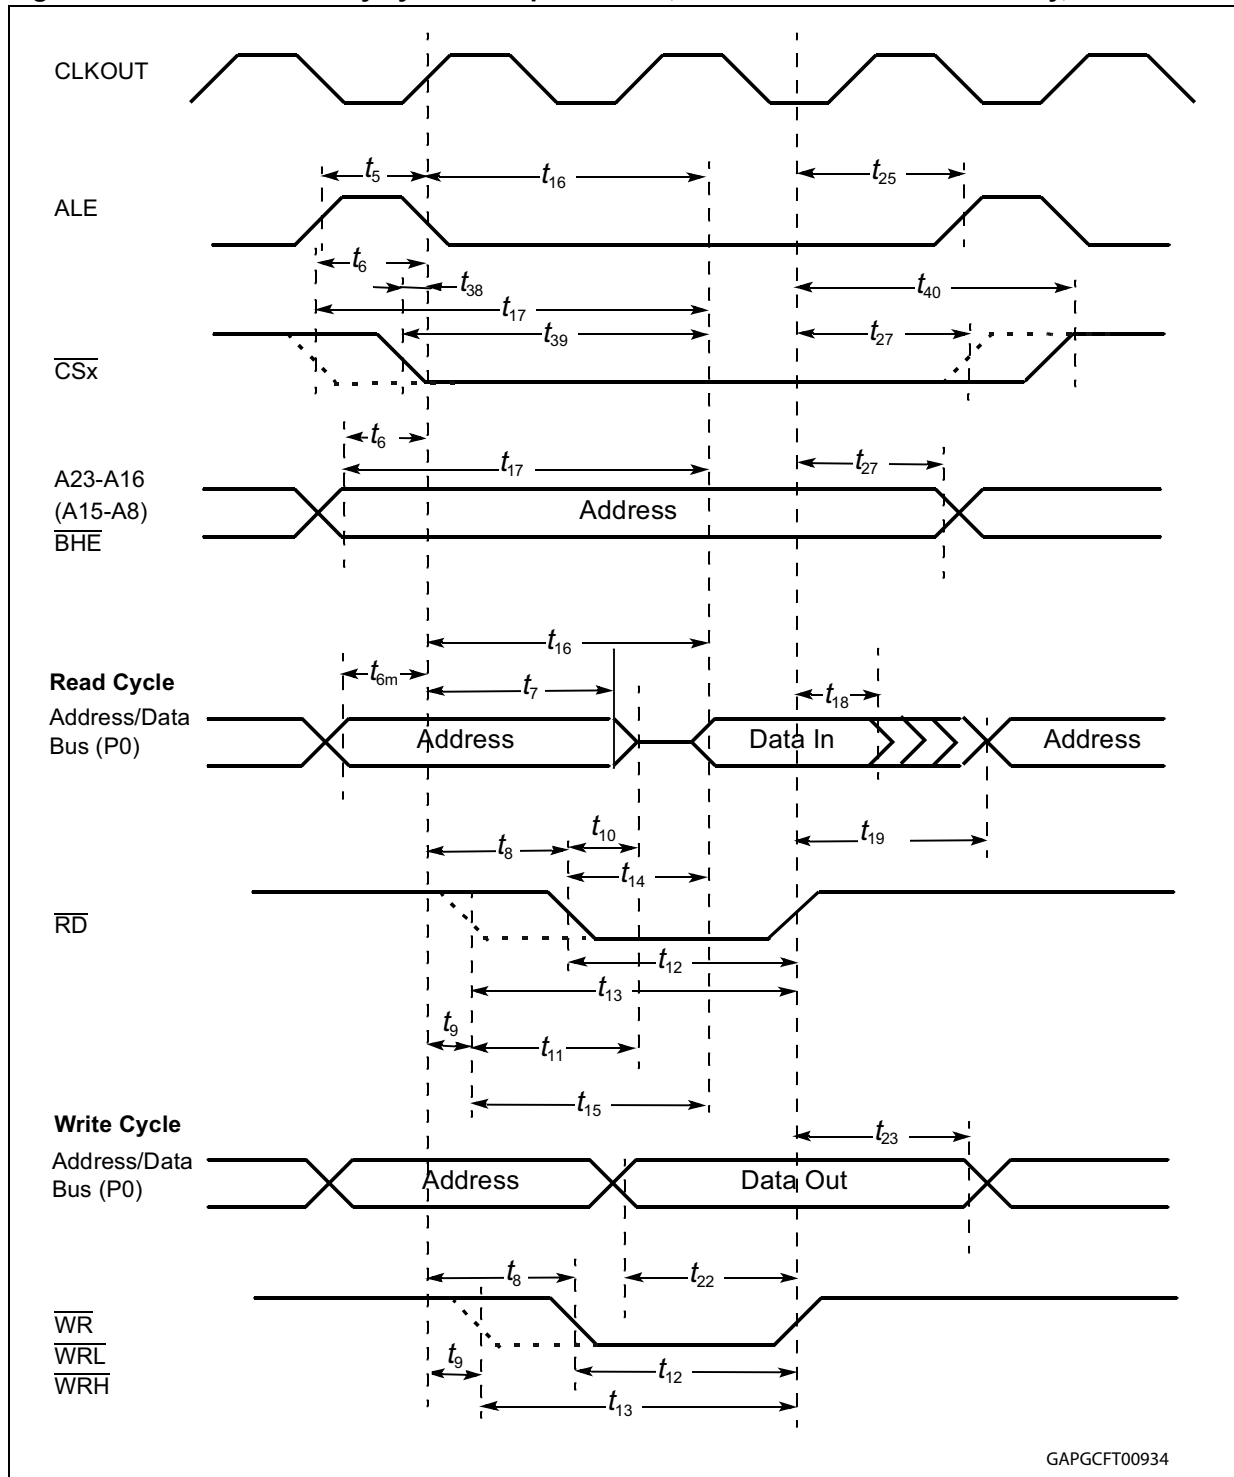 CLKOUT
t5
t16
t25
ALE
t6
t38
t40
t17
t39
t27
CSx
t6
t17
t27
A23-A16
(A15-A8)
BHE
Address
t16
t6m
t7
t18
Read Cycle
Address/Data
Bus (P0)
Address
Data In
Address
t8
t10
t19
t14
RD
t12
t13
t9
t11
t15
Write Cycle
t23
Address/Data
Bus (P0)
Address
Data Out
t8
t22
WR
WRL
WRH
t9
t12
t13
GAPGCFT00934